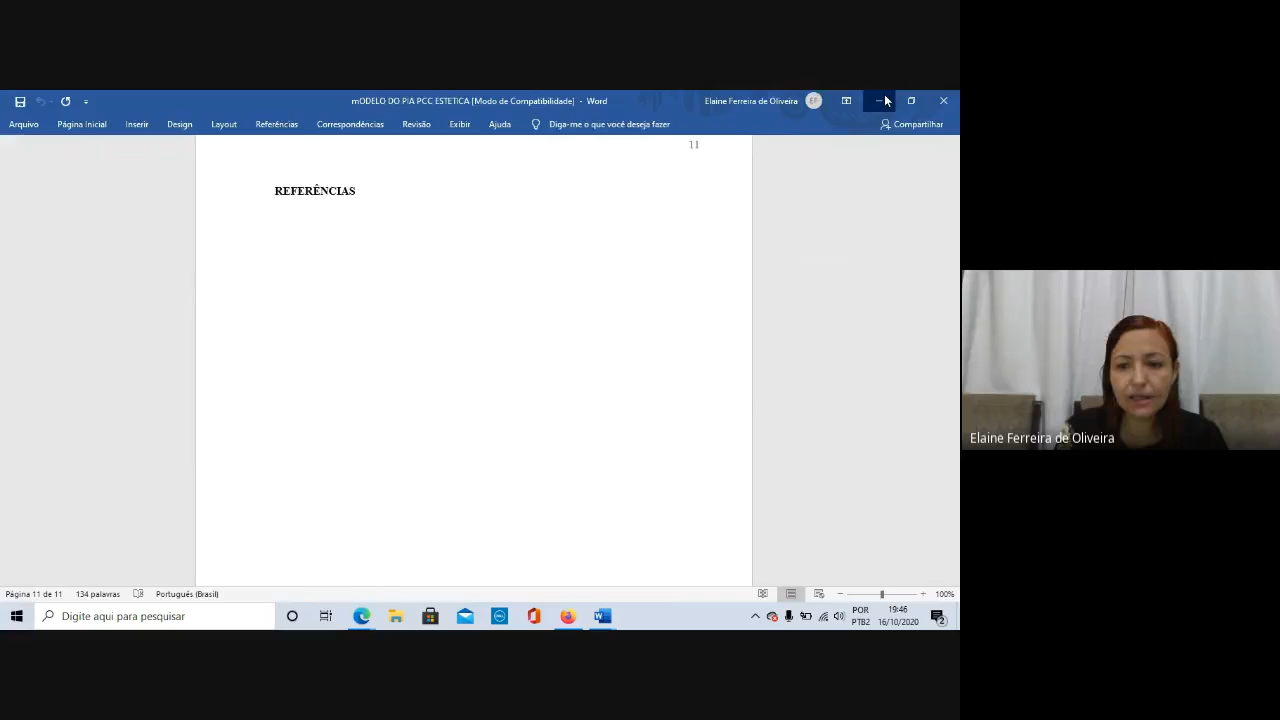 mODELO DO PIA PCC ESTETICA [Modo de Compatibilidade] - Word
Elaine Ferreira de Oliveira
EF
Arquivo Página Inicial Inserir Design Layout Referências Correspondências Revisão Exibir Ajuda Diga-me o que você deseja fazer Compartilhar
11
REFERÊNCIAS
Elaine Ferreira de Oliveira
Página 11 de 11 134 palavras Português (Brasil) 100%
Digite aqui para pesquisar
POR
PTB2
19:46
16/10/2020
2